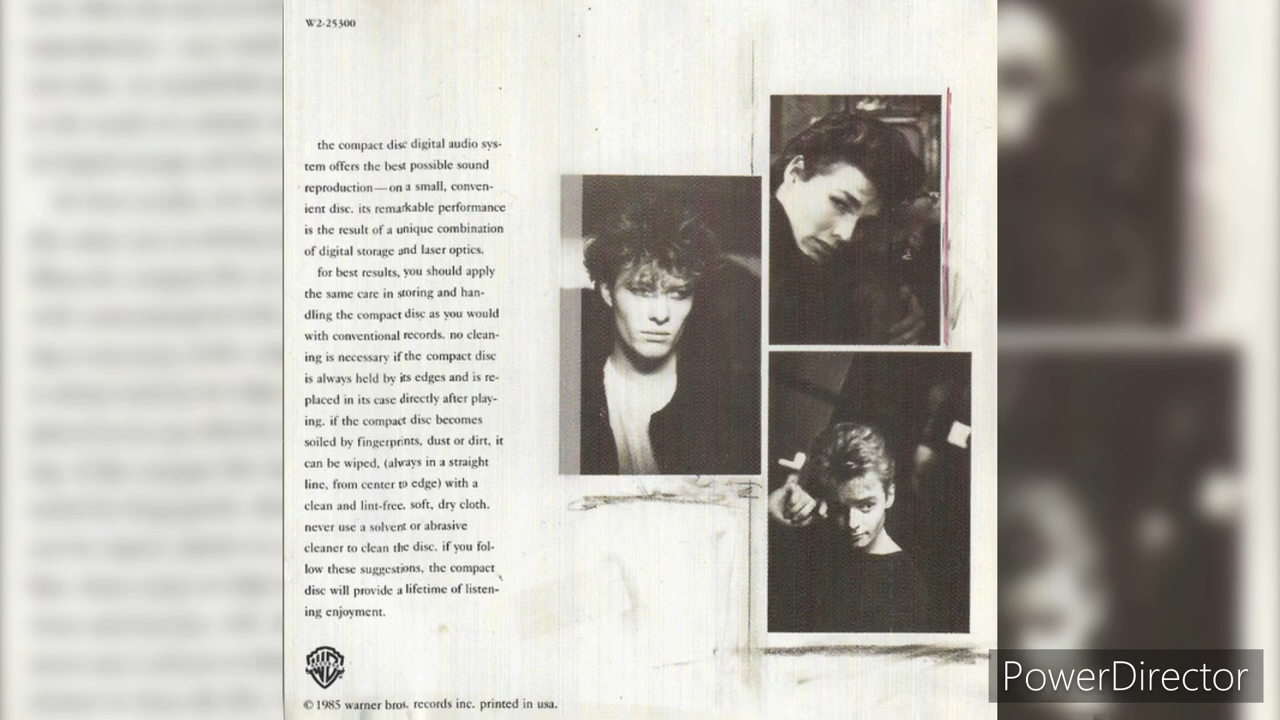 W2-25300
the compact disc digital audio sys-
tem offers the best possible sound
reproduction—on a small, conven-
ient disc. its remarkable performance
is the result of a unique combination
of digital storage and laser optics.
for best results, you should apply
the same care in storing and han-
dling the compact disc as you would
with conventional records. no clean-
ing is necessary if the compact disc
is always held by its edges and is re-
placed in its case directly after play-
ing. if the compact disc becomes
soiled by fingerprints, dust or dirt, it
can be wiped, (always in a straight
line, from center to edge) with a
clean and lint-free, soft, dry cloth.
never use a solvent or abrasive
cleaner to clean the disc. if you fol-
low these suggestions, the compact
disc will provide a lifetime of listen-
ing enjoyment.
©1985 warner bros. records inc. printed in usa.
PowerDirector